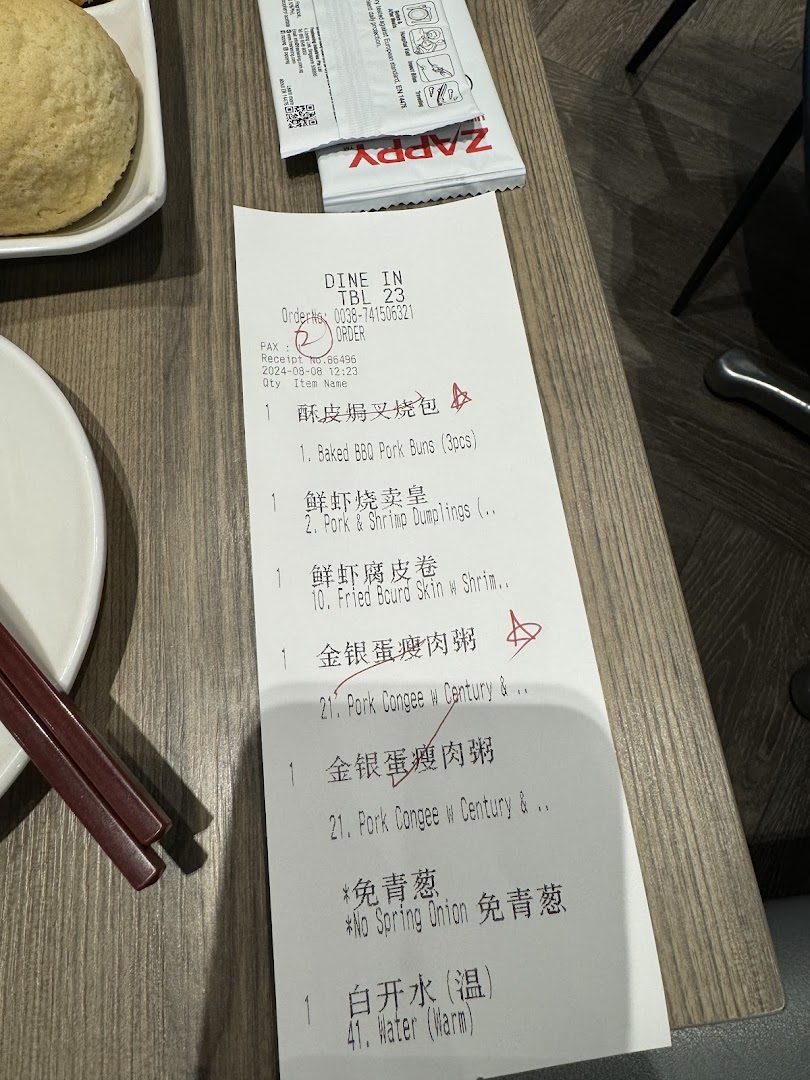 ZAPPY
EN 14476
DINE IN
TBL 23
OrderNo: 0038-741506321
ORDER
PAX : 2
Receipt No.86496
2024-08-08 12:23
Qty Item Name
1 酥皮焗叉烧包
1. Baked BBQ Pork Buns (3pcs)
1 鲜虾烧卖皇
2. Pork & Shrimp Dumplings (..
1 鲜虾腐皮卷
10. Fried Bcurd Skin w Shrim..
1 金银蛋瘦肉粥
21. Pork Congee w Century & ..
1 金银蛋瘦肉粥
21. Pork Congee w Century & ..
*免青葱
*No Spring Onion 免青葱
1 白开水 (温)
41. Water (Warm)